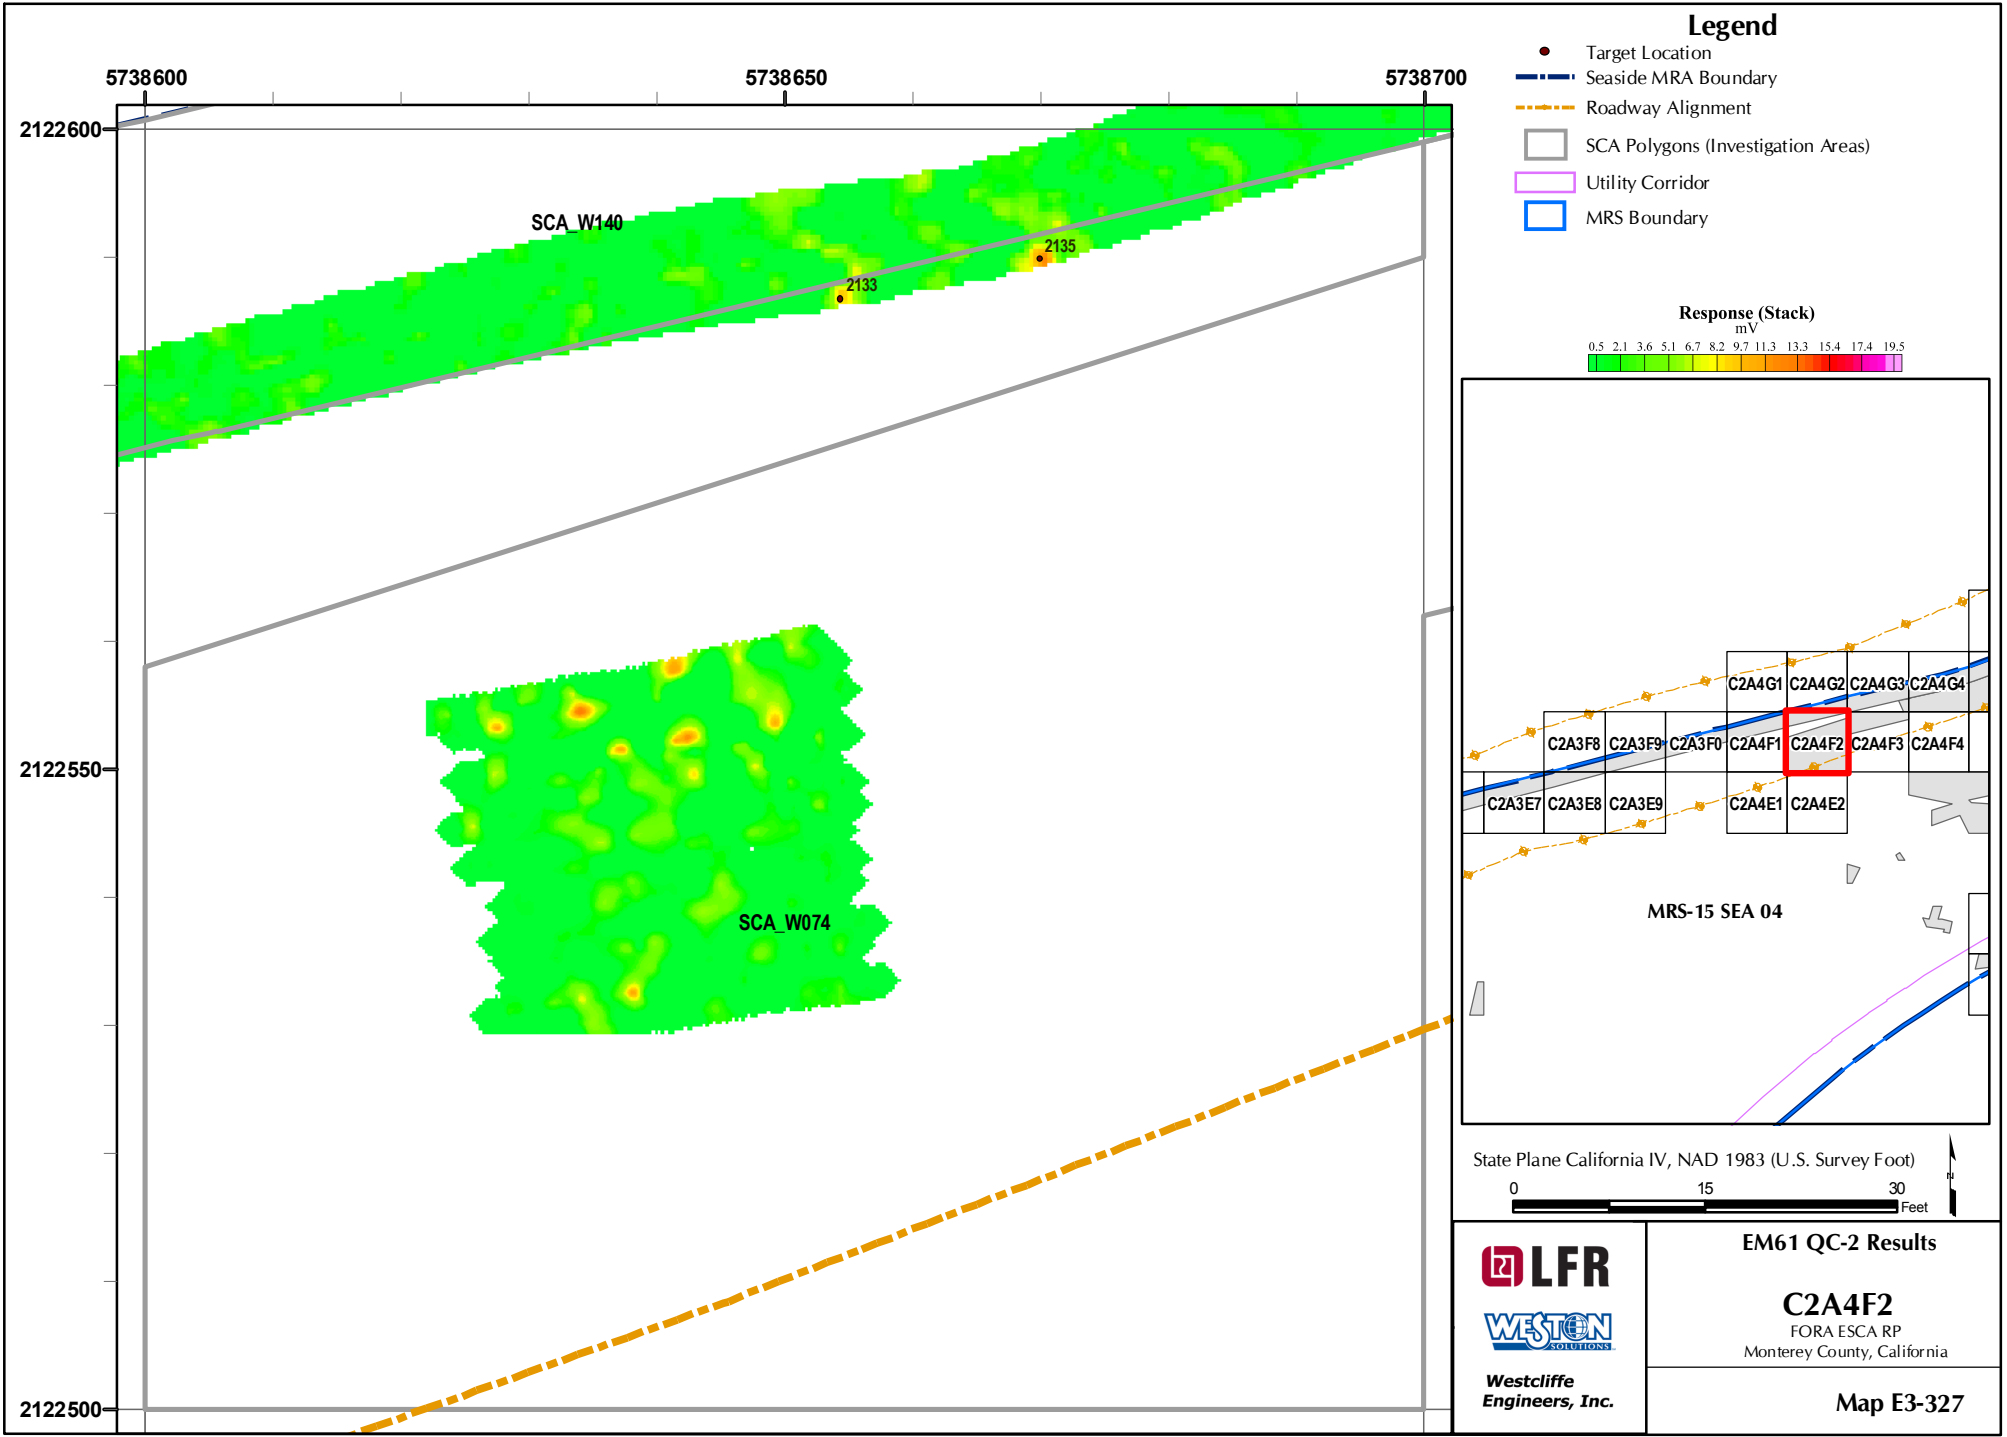 Legend
Target Location
Seaside MRA Boundary
Roadway Alignment
SCA Polygons (Investigation Areas)
Utility Corridor
MRS Boundary
5738600
5738650
5738700
2122600
2122550
2122500
SCA_W140
2135
2133
SCA_W074
Response (Stack)
mV
0.5 2.1 3.6 5.1 6.7 8.2 9.7 11.3 13.3 15.4 17.4 19.5
C2A4G1 C2A4G2 C2A4G3 C2A4G4
C2A3F8 C2A3F9 C2A3F0 C2A4F1 C2A4F2 C2A4F3 C2A4F4
C2A3E7 C2A3E8 C2A3E9 C2A4E1 C2A4E2
MRS-15 SEA 04
State Plane California IV, NAD 1983 (U.S. Survey Foot)
0 15 30
Feet
N
LFR
WESTON
SOLUTIONS
Westcliffe
Engineers, Inc.
EM61 QC-2 Results
C2A4F2
FORA ESCA RP
Monterey County, California
Map E3-327